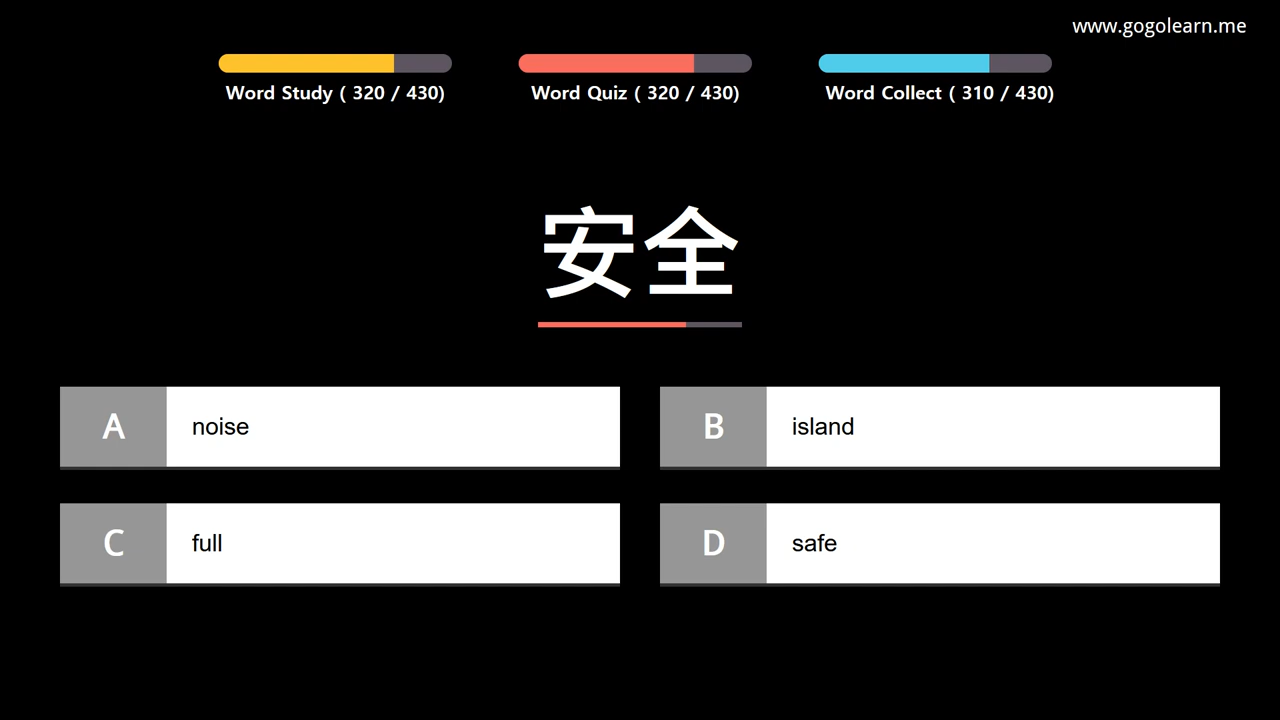 www.gogolearn.me
Word Study ( 320 / 430)
Word Quiz ( 320 / 430)
Word Collect ( 310 / 430)
安全
A noise
B island
C full
D safe